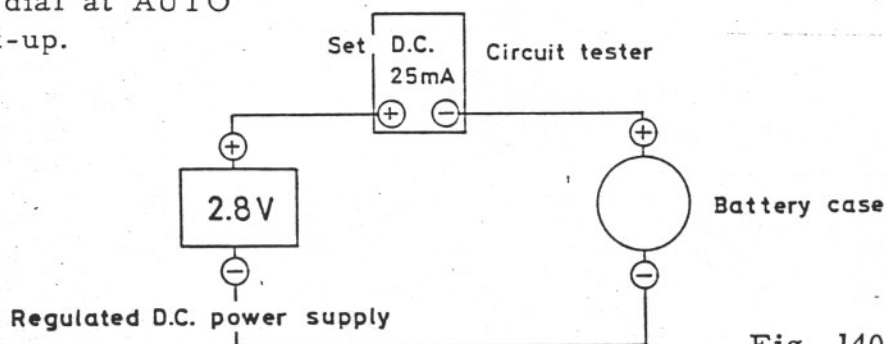 dial at AUTO
-up.
Set D.C. Circuit tester
25mA
⊕ ⊖
⊕ ⊕
2.8V Battery case
⊖ ⊖
Regulated D.C. power supply
Fig. 140